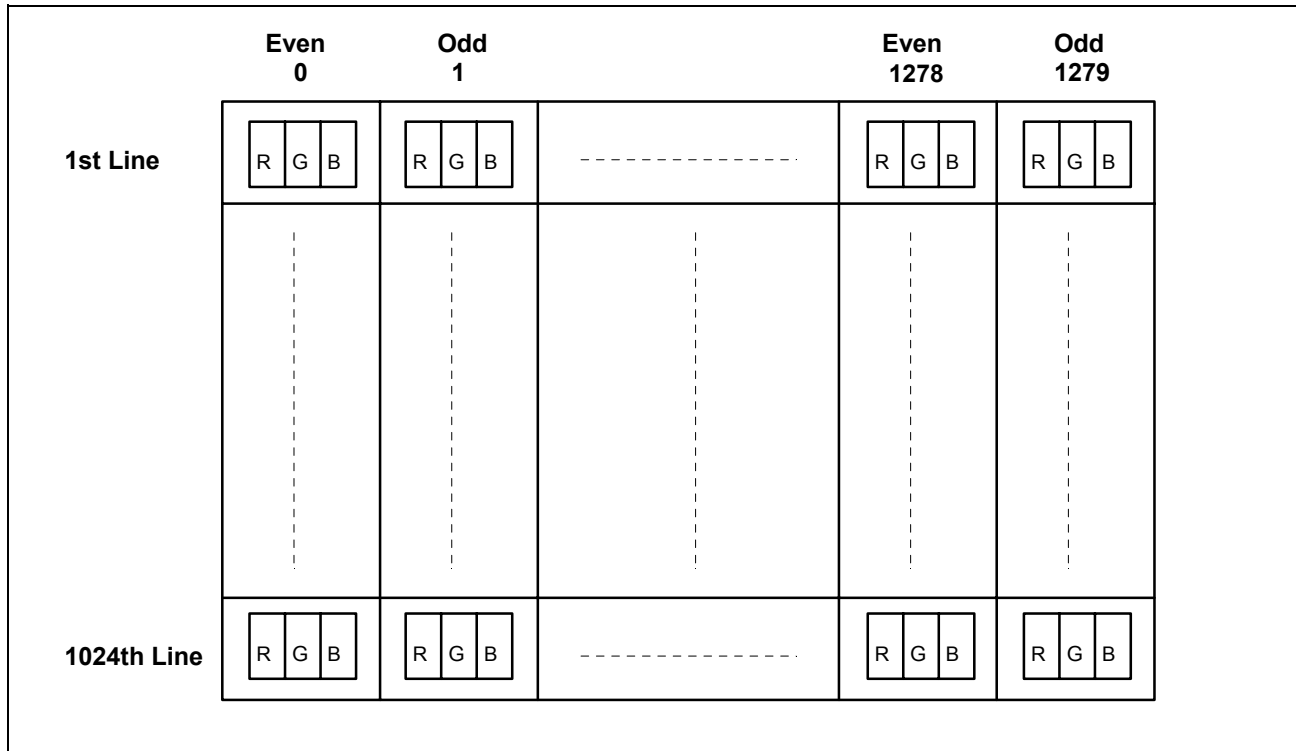 Even Odd Even Odd
0 1 1278 1279
1st Line R G B R G B R G B R G B
1024th Line R G B R G B R G B R G B